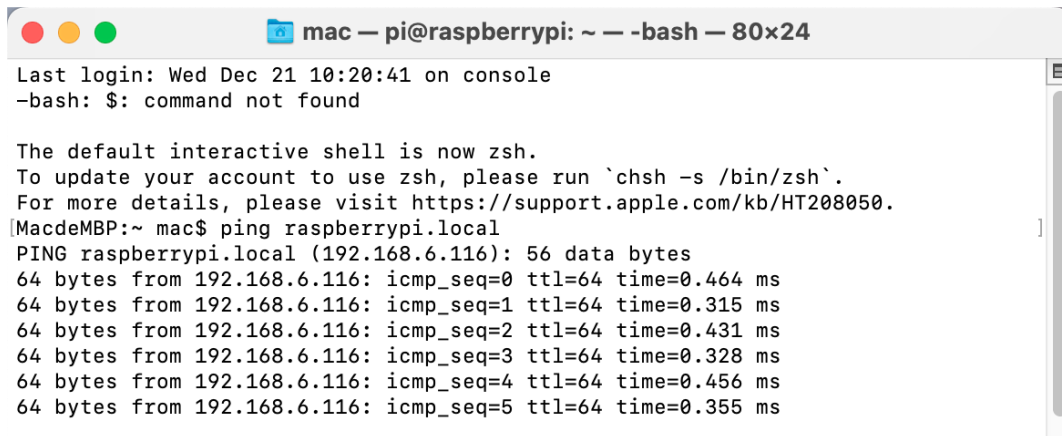 mac — pi@raspberrypi: ~ — -bash — 80×24
Last login: Wed Dec 21 10:20:41 on console
-bash: $: command not found

The default interactive shell is now zsh.
To update your account to use zsh, please run `chsh -s /bin/zsh`.
For more details, please visit https://support.apple.com/kb/HT208050.
[MacdeMBP:~ mac$ ping raspberrypi.local ]
PING raspberrypi.local (192.168.6.116): 56 data bytes
64 bytes from 192.168.6.116: icmp_seq=0 ttl=64 time=0.464 ms
64 bytes from 192.168.6.116: icmp_seq=1 ttl=64 time=0.315 ms
64 bytes from 192.168.6.116: icmp_seq=2 ttl=64 time=0.431 ms
64 bytes from 192.168.6.116: icmp_seq=3 ttl=64 time=0.328 ms
64 bytes from 192.168.6.116: icmp_seq=4 ttl=64 time=0.456 ms
64 bytes from 192.168.6.116: icmp_seq=5 ttl=64 time=0.355 ms